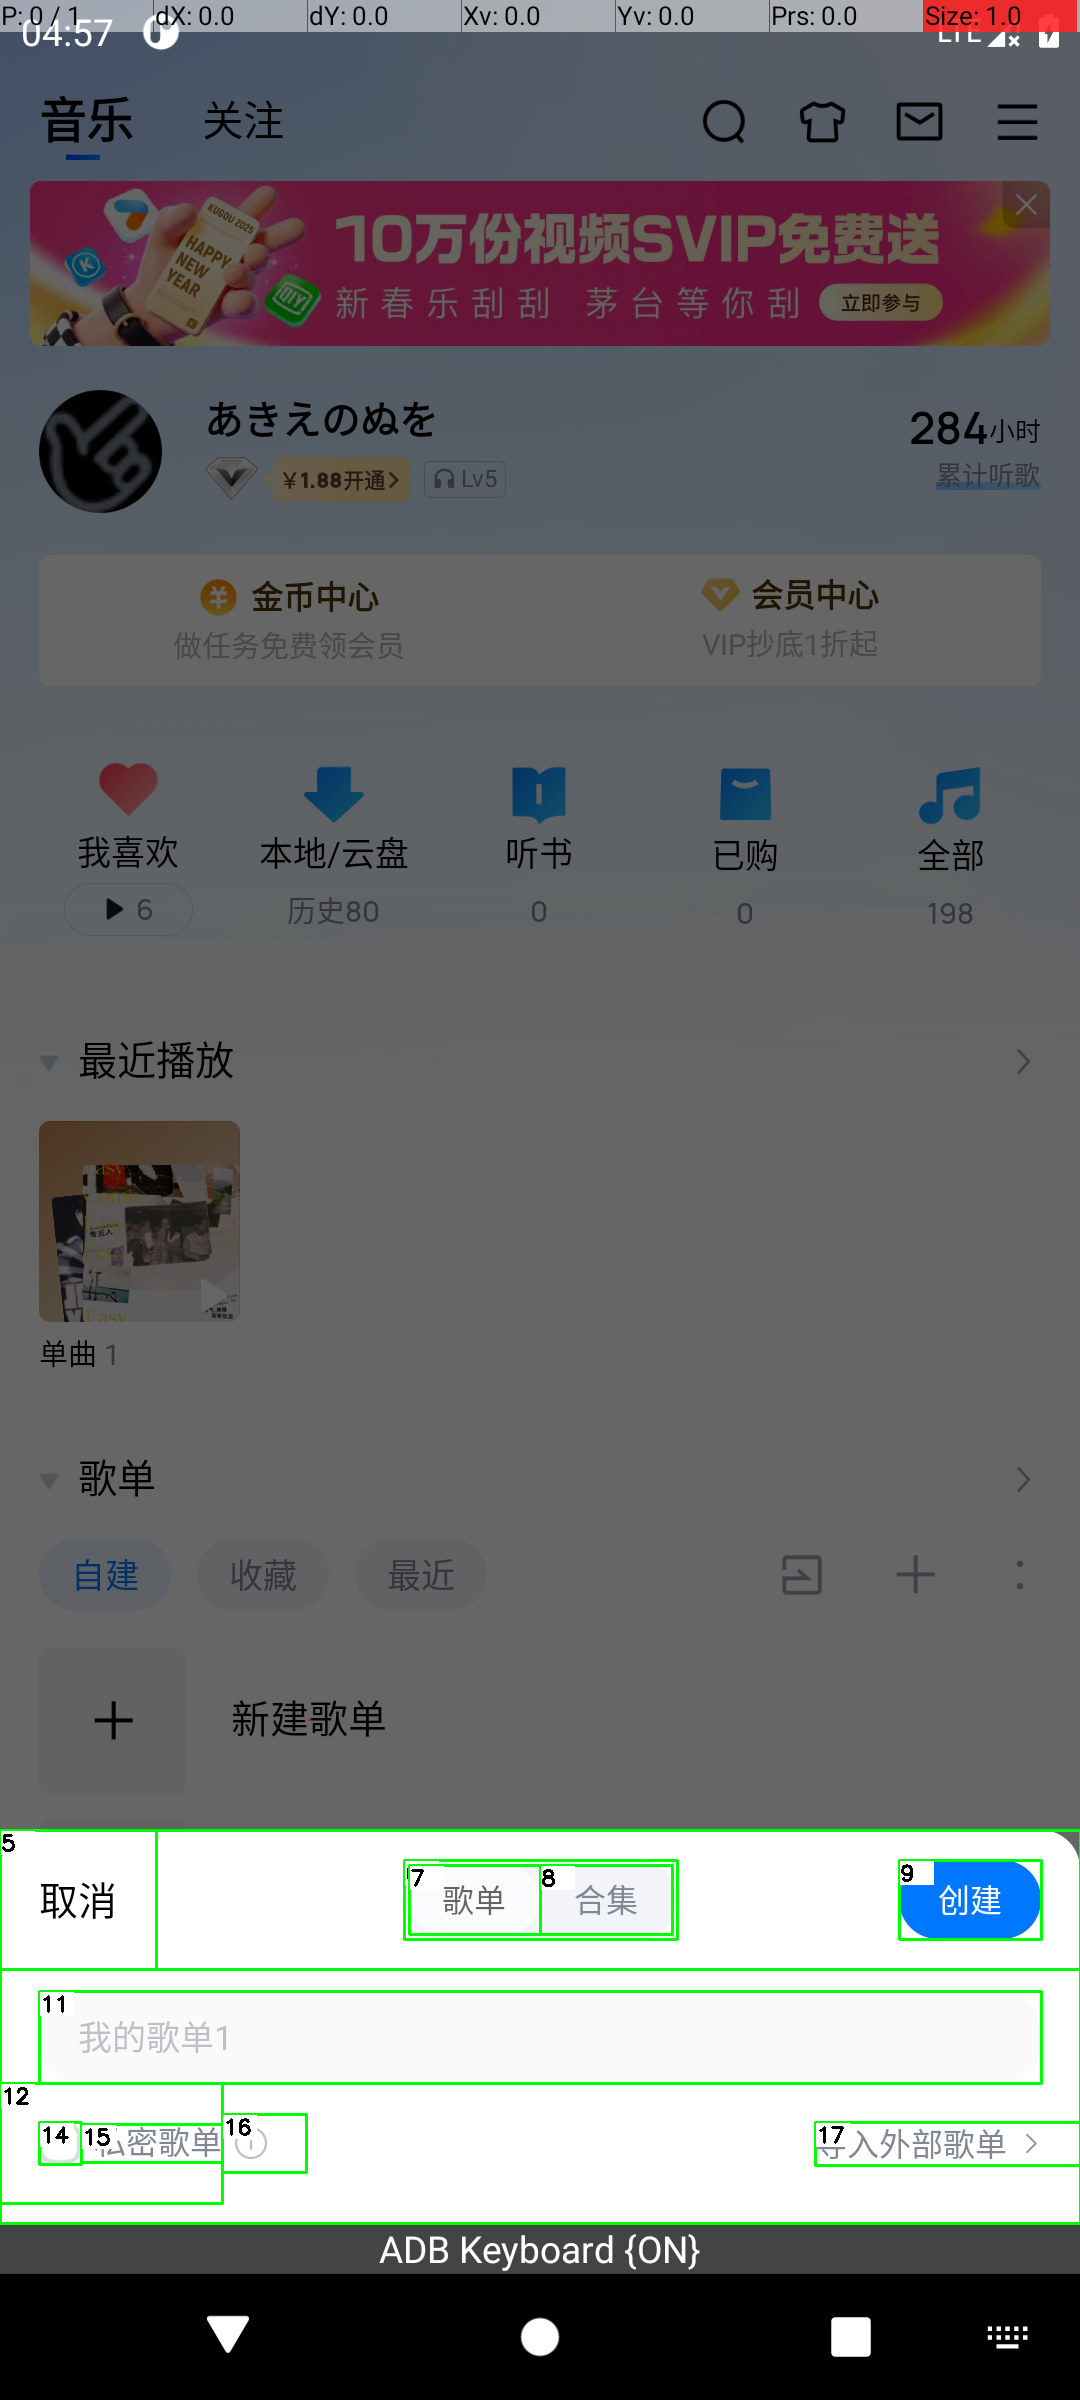 P: 0 / 1
dX: 0.0
dY: 0.0
Xv: 0.0
Yv: 0.0
Prs: 0.0
Size: 1.0
04:57
LTE
音乐
关注
KUGOU 2025
HAPPY
NEW
YEAR
10万份视频SVIP免费送
新春乐刮刮 茅台等你刮
立即参与
あきえのぬを
¥1.88开通>
Lv5
284小时
累计听歌
金币中心
做任务免费领会员
会员中心
VIP抄底1折起
我喜欢
本地/云盘
听书
已购
全部
6
历史80
0
0
198
最近播放
单曲 1
歌单
自建
收藏
最近
新建歌单
5
取消
7
歌单
8
合集
9
创建
11
我的歌单1
12
14
15
私密歌单
16
17
导入外部歌单
ADB Keyboard {ON}